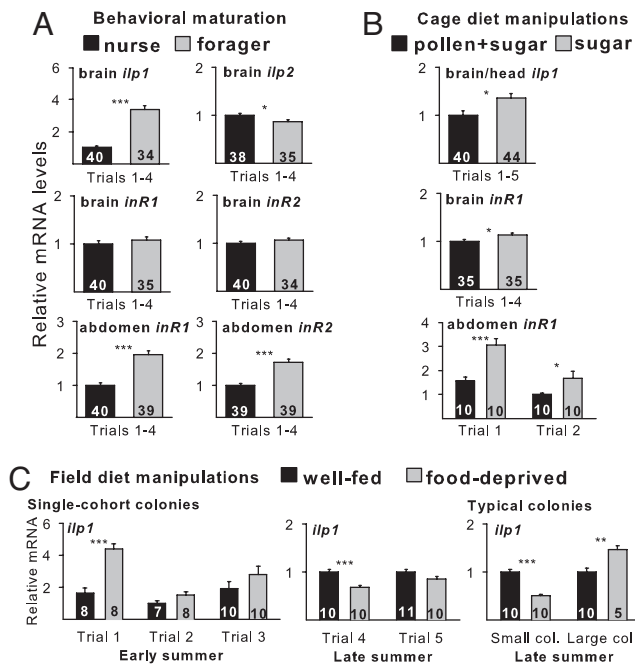 A Behavioral maturation
nurse forager
Relative mRNA levels
brain ilp1
6
4
2
***
40 34
Trials 1-4
brain ilp2
2
1
*
38 35
Trials 1-4
brain inR1
2
1
40 35
Trials 1-4
brain inR2
2
1
40 34
Trials 1-4
abdomen inR1
3
2
1
***
40 39
Trials 1-4
abdomen inR2
3
2
1
***
39 39
Trials 1-4
B Cage diet manipulations
pollen+sugar sugar
brain/head ilp1
2
1
*
40 44
Trials 1-5
brain inR1
2
1
*
35 35
Trials 1-4
abdomen inR1
4
3
2
1
*** *
10 10 10 10
Trial 1 Trial 2
C Field diet manipulations well-fed food-deprived
Single-cohort colonies
Relative mRNA
ilp1
6
4
2
***
8 8 7 8 10 10
Trial 1 Trial 2 Trial 3
Early summer
ilp1
2
1
***
10 10 11 10
Trial 4 Trial 5
Late summer
Typical colonies
ilp1
2
1
*** **
10 10 10 5
Small col. Large col.
Late summer